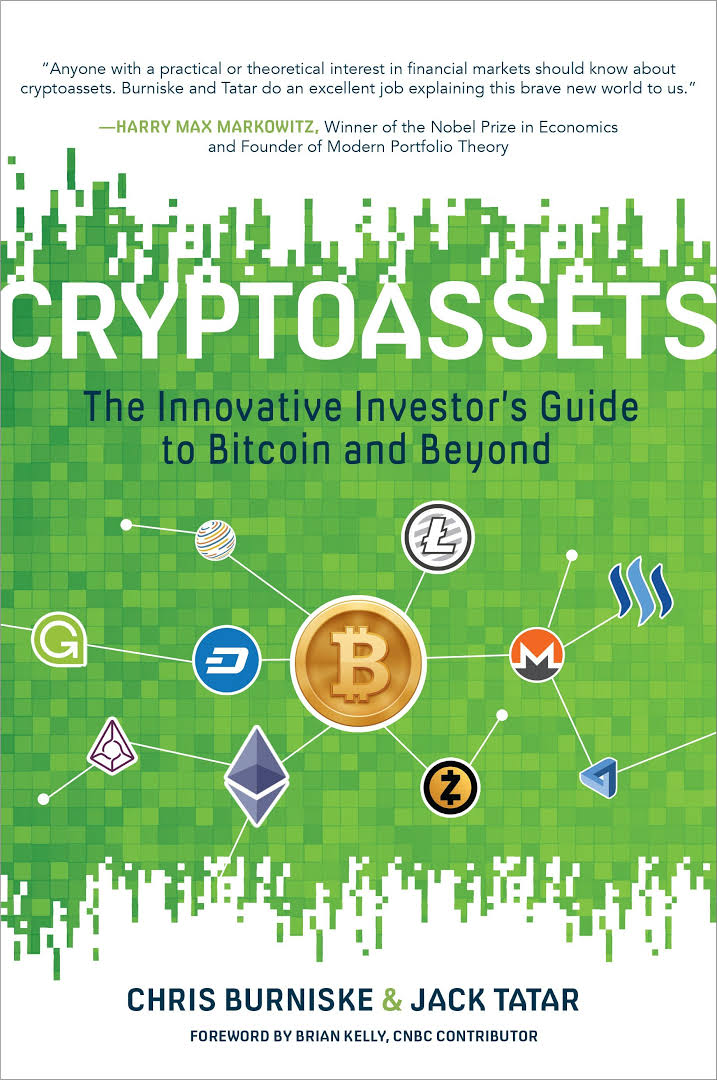 “Anyone with a practical or theoretical interest in financial markets should know about
cryptoassets. Burniske and Tatar do an excellent job explaining this brave new world to us.”
—HARRY MAX MARKOWITZ, Winner of the Nobel Prize in Economics
and Founder of Modern Portfolio Theory
CRYPTOASSETS
The Innovative Investor’s Guide
to Bitcoin and Beyond
CHRIS BURNISKE & JACK TATAR
FOREWORD BY BRIAN KELLY, CNBC CONTRIBUTOR